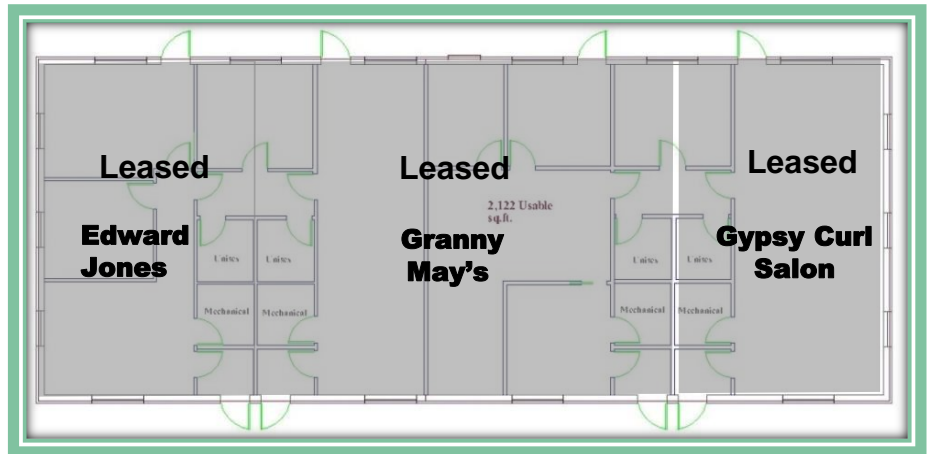 Leased
Edward
Jones
Leased
2,122 Usable
sq.ft.
Granny
May's
Leased
Gypsy Curl
Salon
Unisex
Unisex
Mechanical
Mechanical
Unisex
Unisex
Mechanical
Mechanical